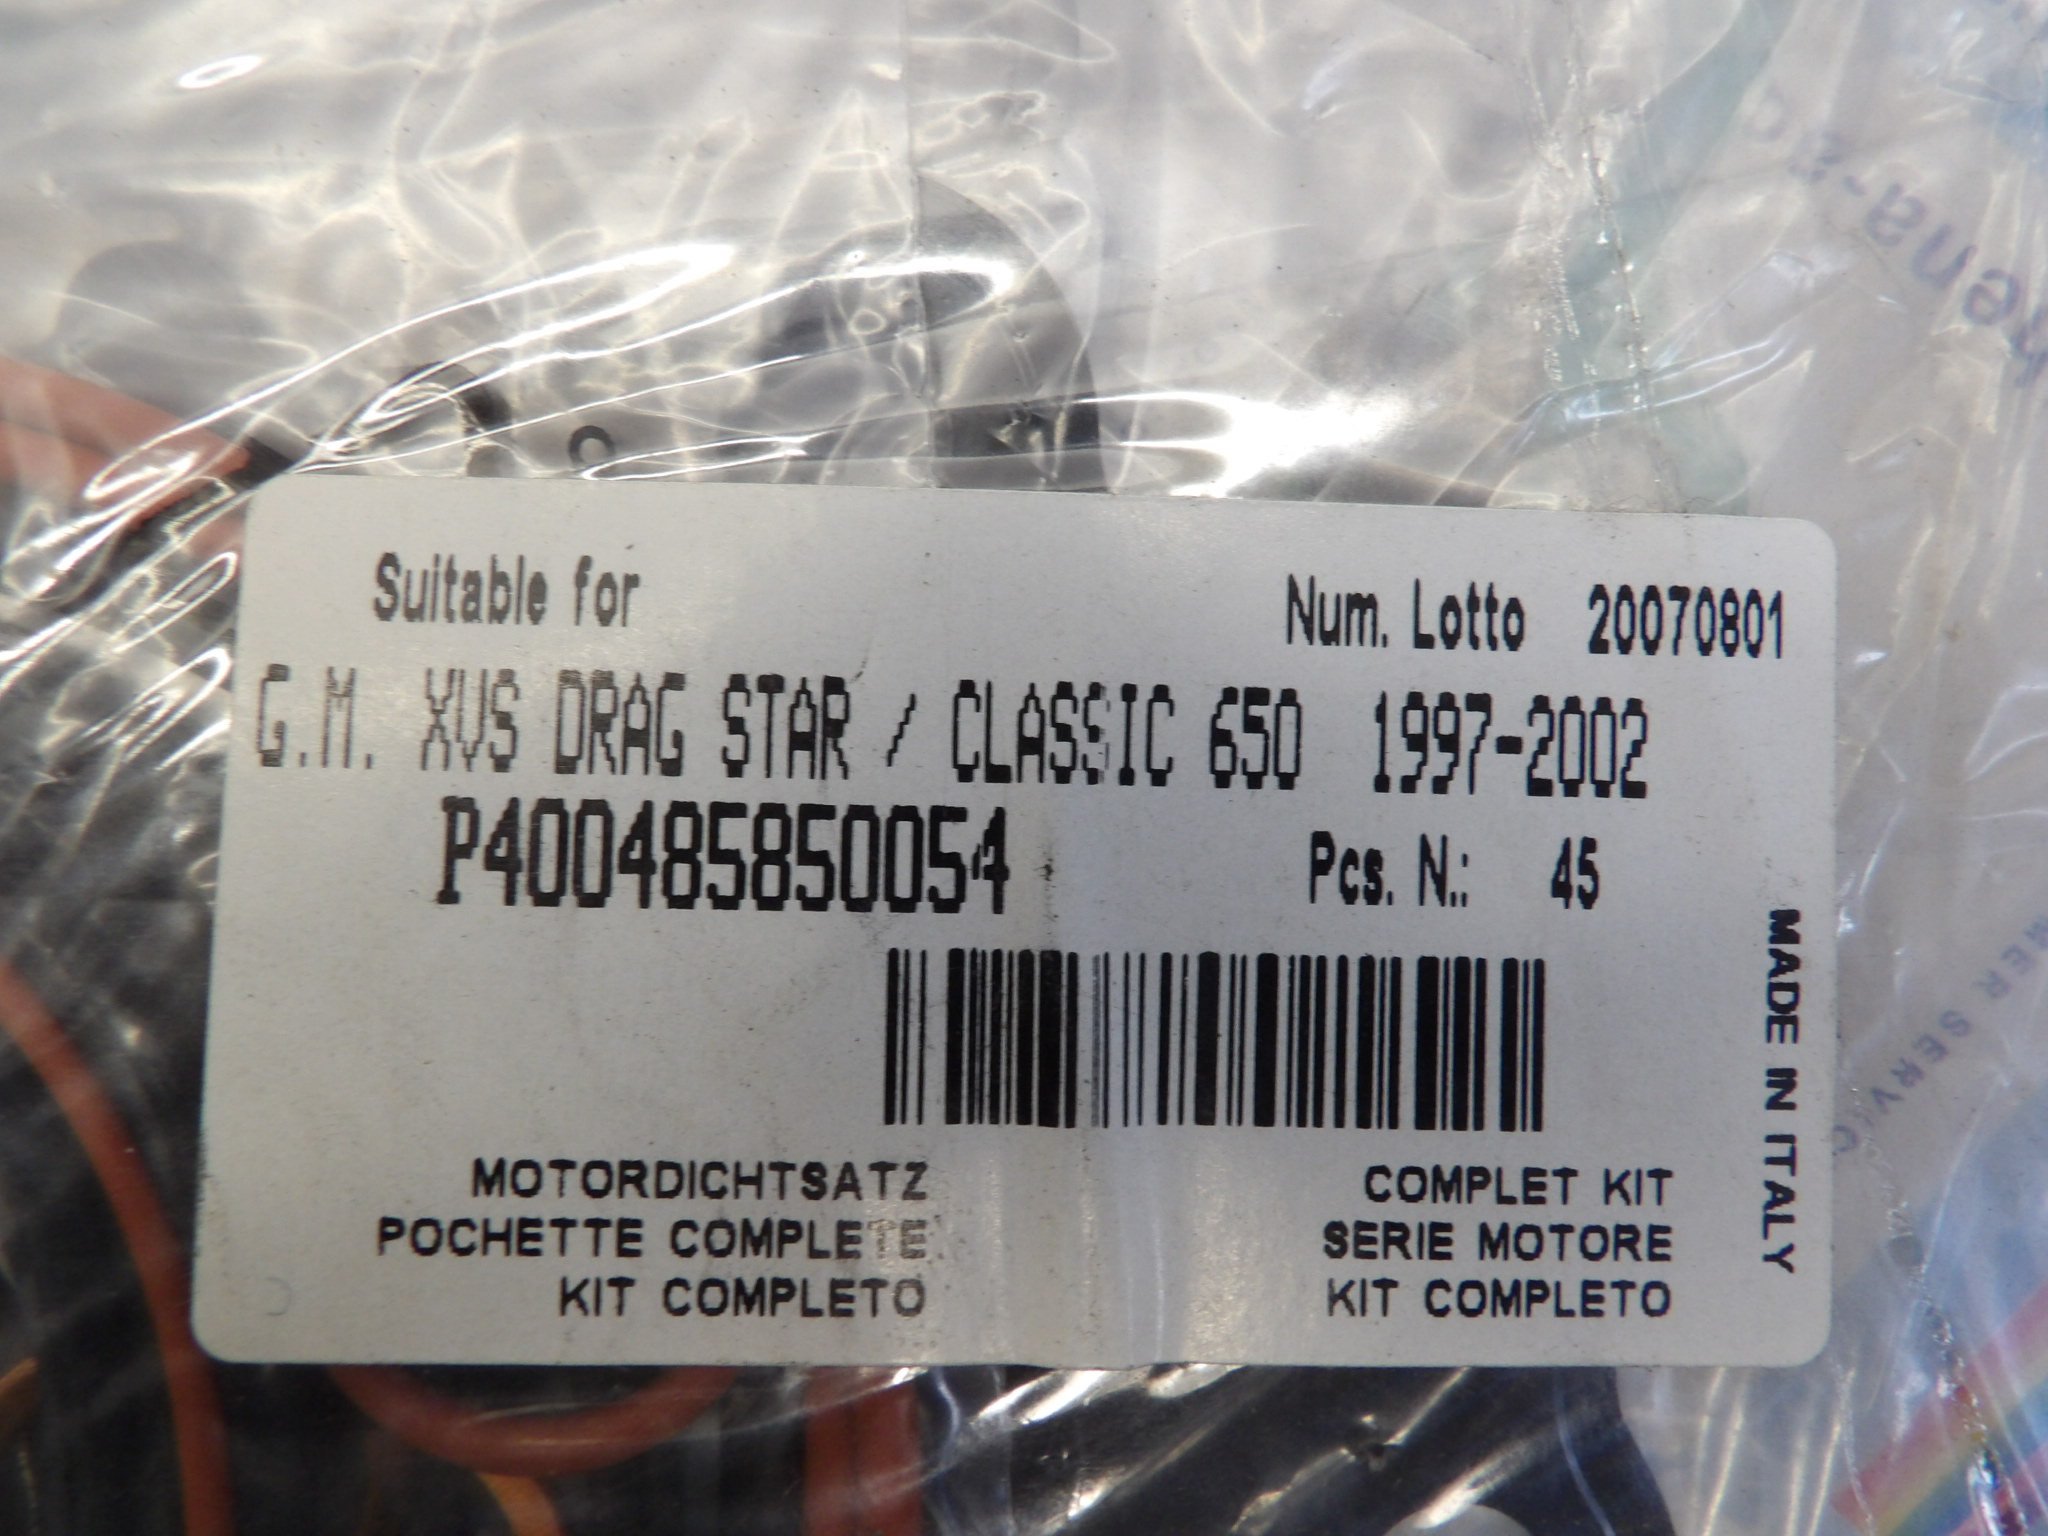 Suitable for
Num. Lotto 20070801
G.M. XVS DRAG STAR / CLASSIC 650 1997-2002
P400485850054
Pcs. N.: 45
MADE IN ITALY
MOTORDICHTSATZ
POCHETTE COMPLETE
KIT COMPLETO
COMPLET KIT
SERIE MOTORE
KIT COMPLETO